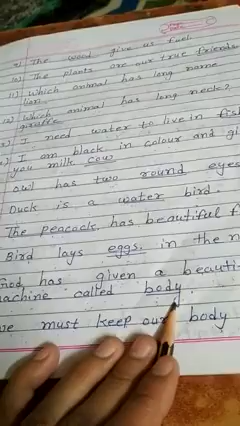 The wood give us fuel
The plants are our true friends
11) Which animal has long name
lion
12) Which animal has long neck?
giraffe
I need water to live in fish
I am black in colour and gi
you milk cow
owl has two round eyes
Duck is a water bird.
The peacock has beautiful f
Bird lays eggs in the n
God has given a beauti
machine called body.
we must keep our body